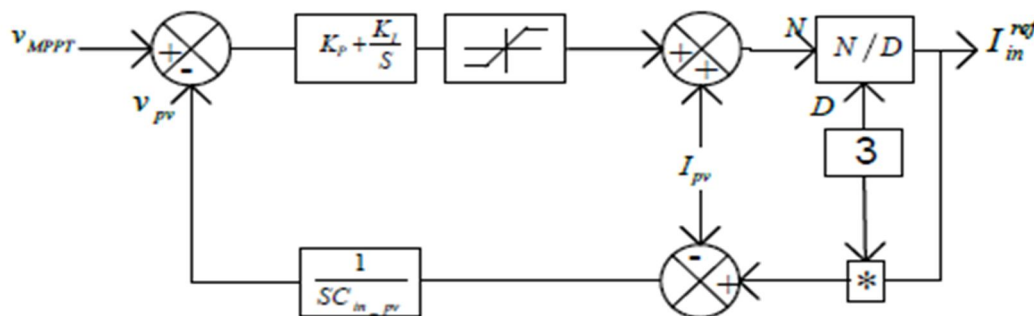 v_MPPT
+
-
v_pv
K_P + K_I/S
+
+
N
N/D
I_in^ref
D
3
I_pv
1/SC_in_pv
-
+
*